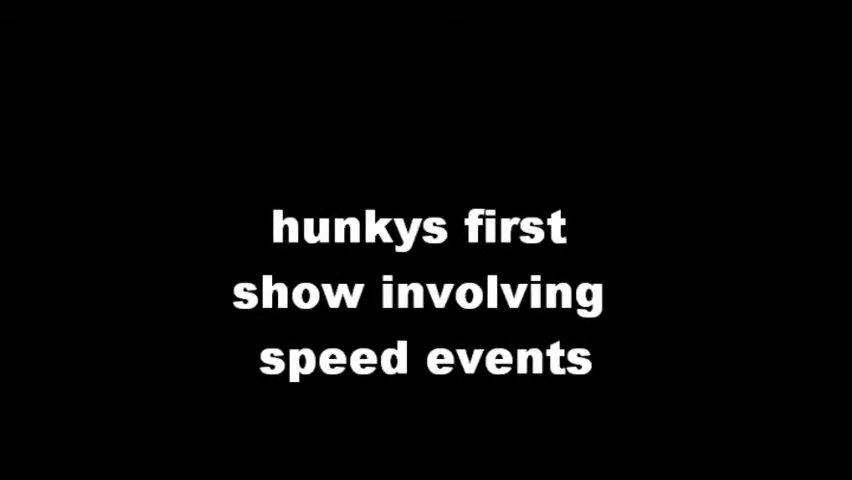 hunkys first
show involving
speed events